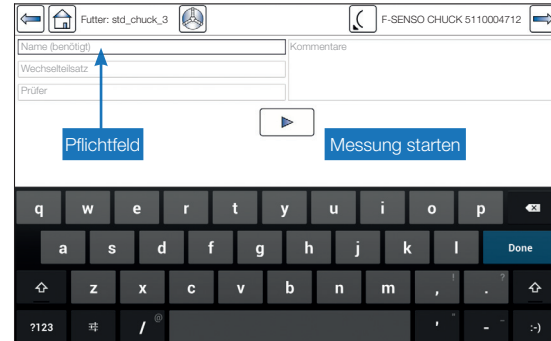 Futter: std_chuck_3
F-SENSO CHUCK 5110004712
Name (benötigt)
Kommentare
Wechselteilsatz
Prüfer
Pflichtfeld
Messung starten
q w e r t y u i o p
a s d f g h j k l Done
z x c v b n m , ! . ?
?123 / @ ' " - _ :-)